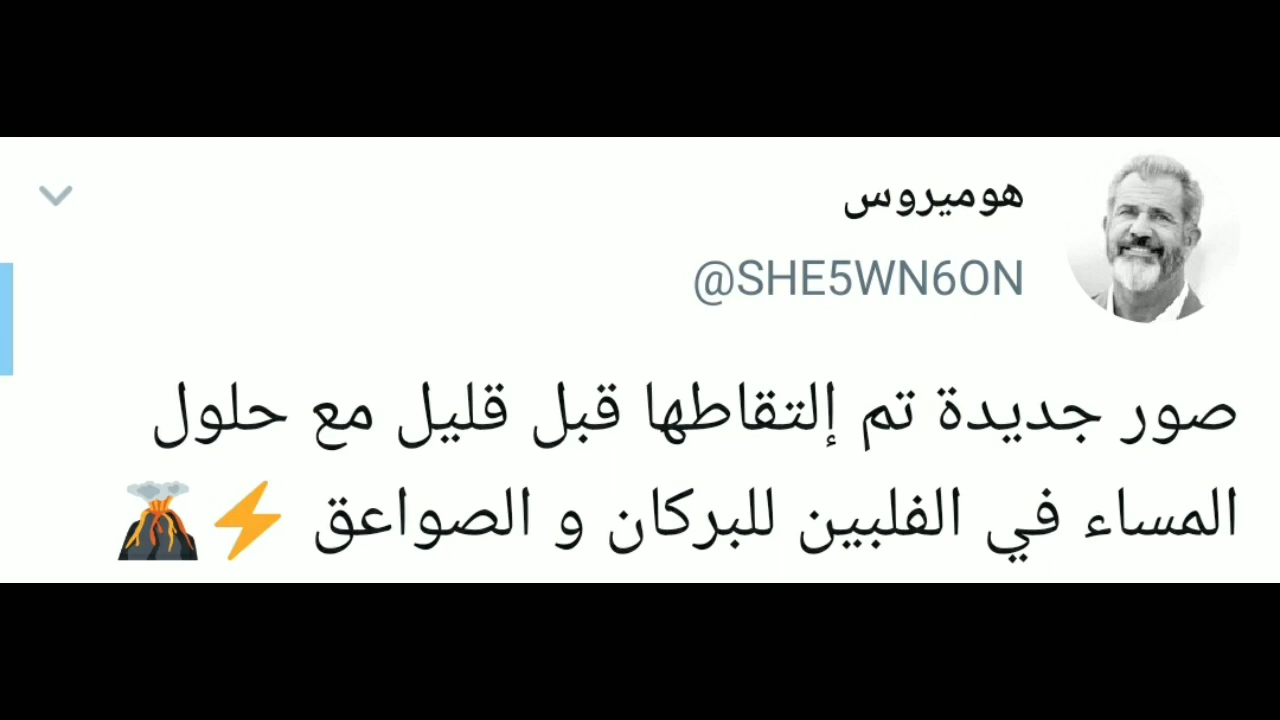 هوميروس
@SHE5WN6ON
صور جديدة تم إلتقاطها قبل قليل مع حلول
المساء في الفلبين للبركان و الصواعق ⚡🌋